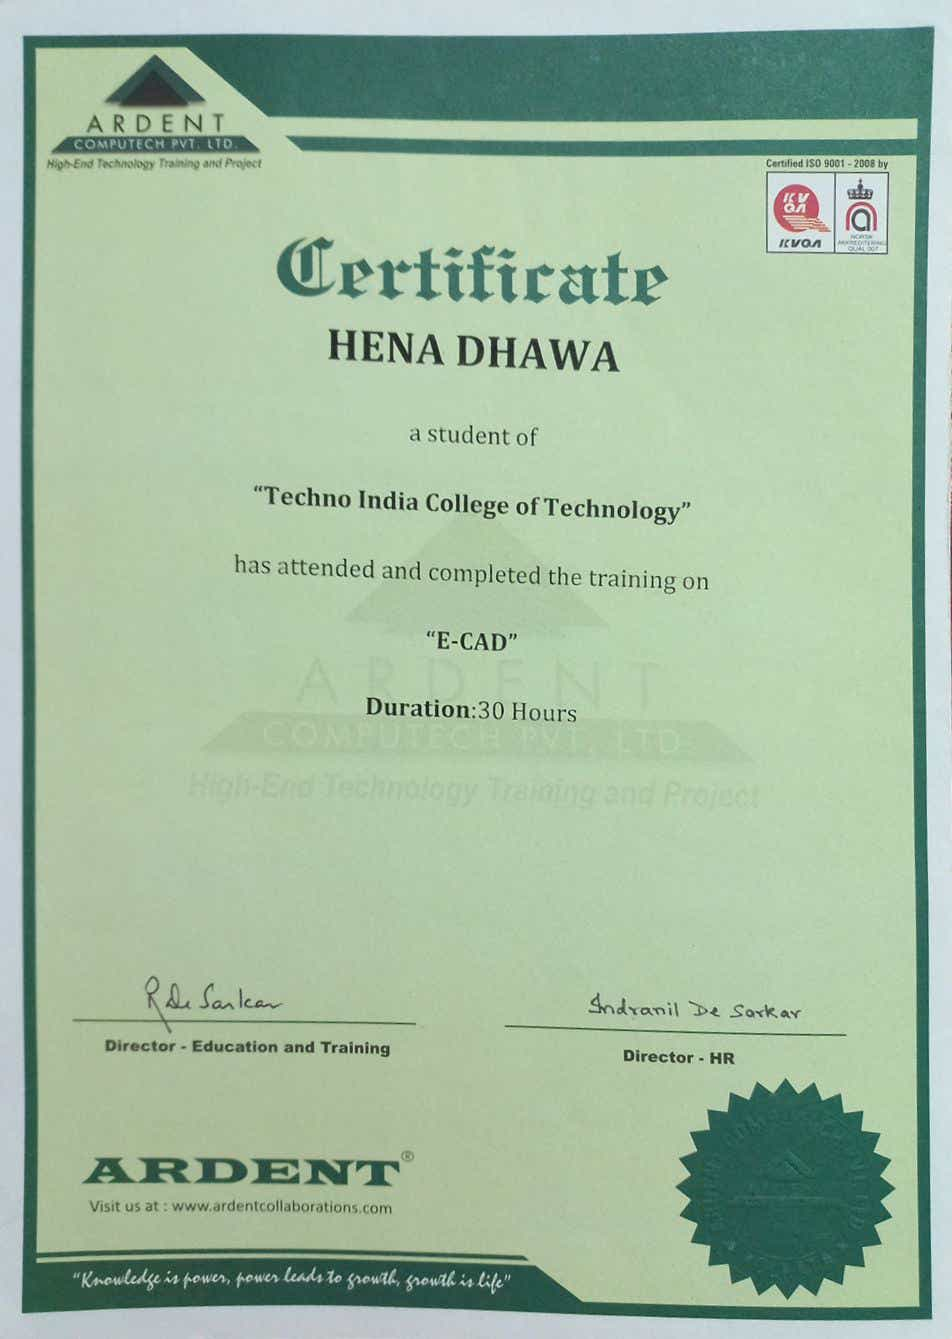 ARDENT
COMPUTECH PVT. LTD.
High-End Technology Training and Project
Certified ISO 9001 - 2008 by
KVQA
KVQA
NORSK
AKKREDITERING
QUAL 007
Certificate
HENA DHAWA
a student of
“Techno India College of Technology”
has attended and completed the training on
“E-CAD”
Duration:30 Hours
ARDENT
COMPUTECH PVT. LTD.
High-End Technology Training and Project
R De Sarkar
Indranil De Sarkar
Director - Education and Training
Director - HR
ARDENT®
Visit us at : www.ardentcollaborations.com
“Knowledge is power, power leads to growth, growth is life”